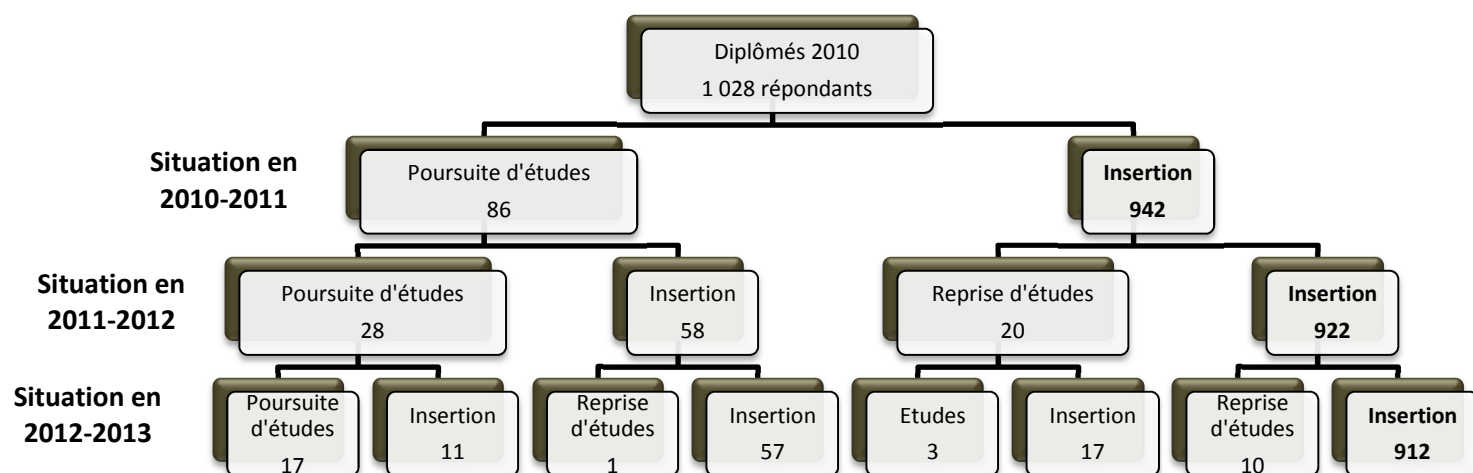 Diplômés 2010
1 028 répondants
Situation en
2010-2011
Poursuite d'études
86
Insertion
942
Situation en
2011-2012
Poursuite d'études
28
Insertion
58
Reprise d'études
20
Insertion
922
Situation en
2012-2013
Poursuite
d'études
17
Insertion
11
Reprise
d'études
1
Insertion
57
Etudes
3
Insertion
17
Reprise
d'études
10
Insertion
912